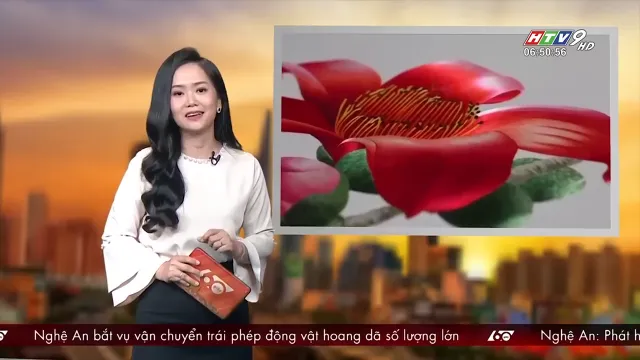 HTV9 HD
06:50:56
Nghệ An bắt vụ vận chuyển trái phép động vật hoang dã số lượng lớn
Nghệ An: Phát h